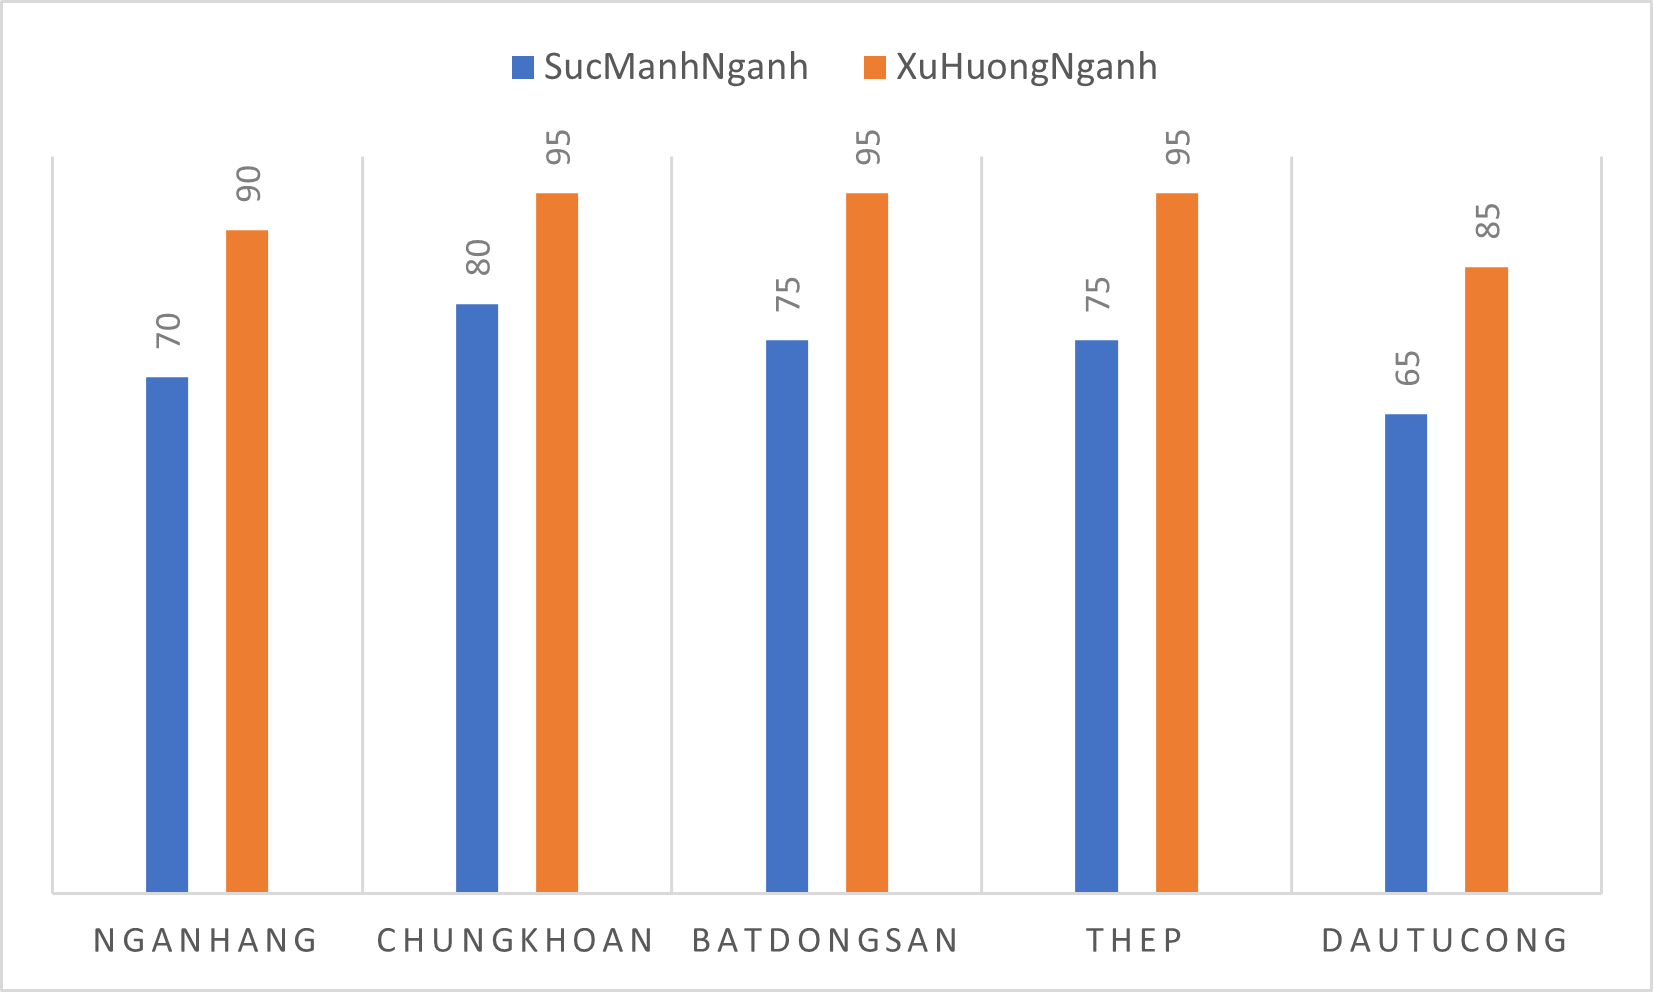 SucManhNganh XuHuongNganh
70 90 80 95 75 95 75 95 65 85
NGANHANG CHUNGKHOAN BATDONGSAN THEP DAUTUCONG